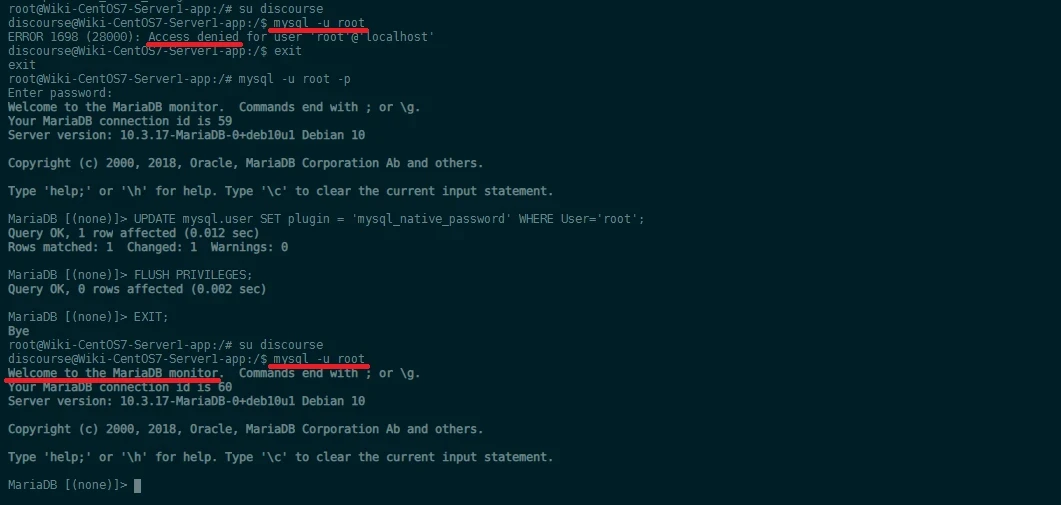 root@Wiki-CentOS7-Server1-app:/# su discourse
discourse@Wiki-CentOS7-Server1-app:/$ mysql -u root
ERROR 1698 (28000): Access denied for user 'root'@'localhost'
discourse@Wiki-CentOS7-Server1-app:/$ exit
exit
root@Wiki-CentOS7-Server1-app:/# mysql -u root -p
Enter password:
Welcome to the MariaDB monitor.  Commands end with ; or \g.
Your MariaDB connection id is 59
Server version: 10.3.17-MariaDB-0+deb10u1 Debian 10
Copyright (c) 2000, 2018, Oracle, MariaDB Corporation Ab and others.
Type 'help;' or '\h' for help. Type '\c' to clear the current input statement.
MariaDB [(none)]> UPDATE mysql.user SET plugin = 'mysql_native_password' WHERE User='root';
Query OK, 1 row affected (0.012 sec)
Rows matched: 1  Changed: 1  Warnings: 0
MariaDB [(none)]> FLUSH PRIVILEGES;
Query OK, 0 rows affected (0.002 sec)
MariaDB [(none)]> EXIT;
Bye
root@Wiki-CentOS7-Server1-app:/# su discourse
discourse@Wiki-CentOS7-Server1-app:/$ mysql -u root
Welcome to the MariaDB monitor.  Commands end with ; or \g.
Your MariaDB connection id is 60
Server version: 10.3.17-MariaDB-0+deb10u1 Debian 10
Copyright (c) 2000, 2018, Oracle, MariaDB Corporation Ab and others.
Type 'help;' or '\h' for help. Type '\c' to clear the current input statement.
MariaDB [(none)]>